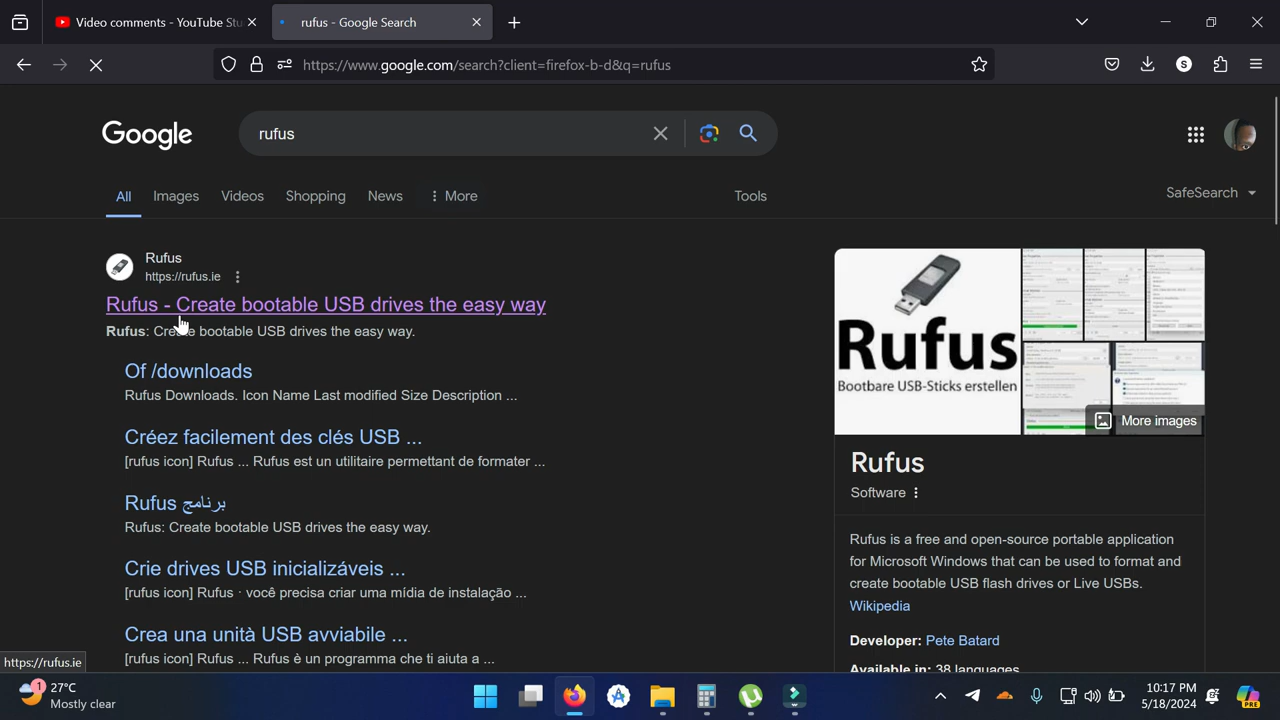 Video comments - YouTube Stu
rufus - Google Search
https://www.google.com/search?client=firefox-b-d&q=rufus
S
Google
rufus
All
Images
Videos
Shopping
News
More
Tools
SafeSearch
Rufus
https://rufus.ie
Rufus - Create bootable USB drives the easy way
Rufus: Create bootable USB drives the easy way.
Of /downloads
Rufus Downloads. Icon Name Last modified Size Description ...
Créez facilement des clés USB ...
[rufus icon] Rufus ... Rufus est un utilitaire permettant de formater ...
Rufus برنامج
Rufus: Create bootable USB drives the easy way.
Crie drives USB inicializáveis ...
[rufus icon] Rufus · você precisa criar uma mídia de instalação ...
Crea una unità USB avviabile ...
[rufus icon] Rufus ... Rufus è un programma che ti aiuta a ...
Rufus
Bootbare USB-Sticks erstellen
More images
Rufus
Software
Rufus is a free and open-source portable application
for Microsoft Windows that can be used to format and
create bootable USB flash drives or Live USBs.
Wikipedia
Developer: Pete Batard
Available in: 38 languages
https://rufus.ie
1
27°C
Mostly clear
10:17 PM
5/18/2024
PRE